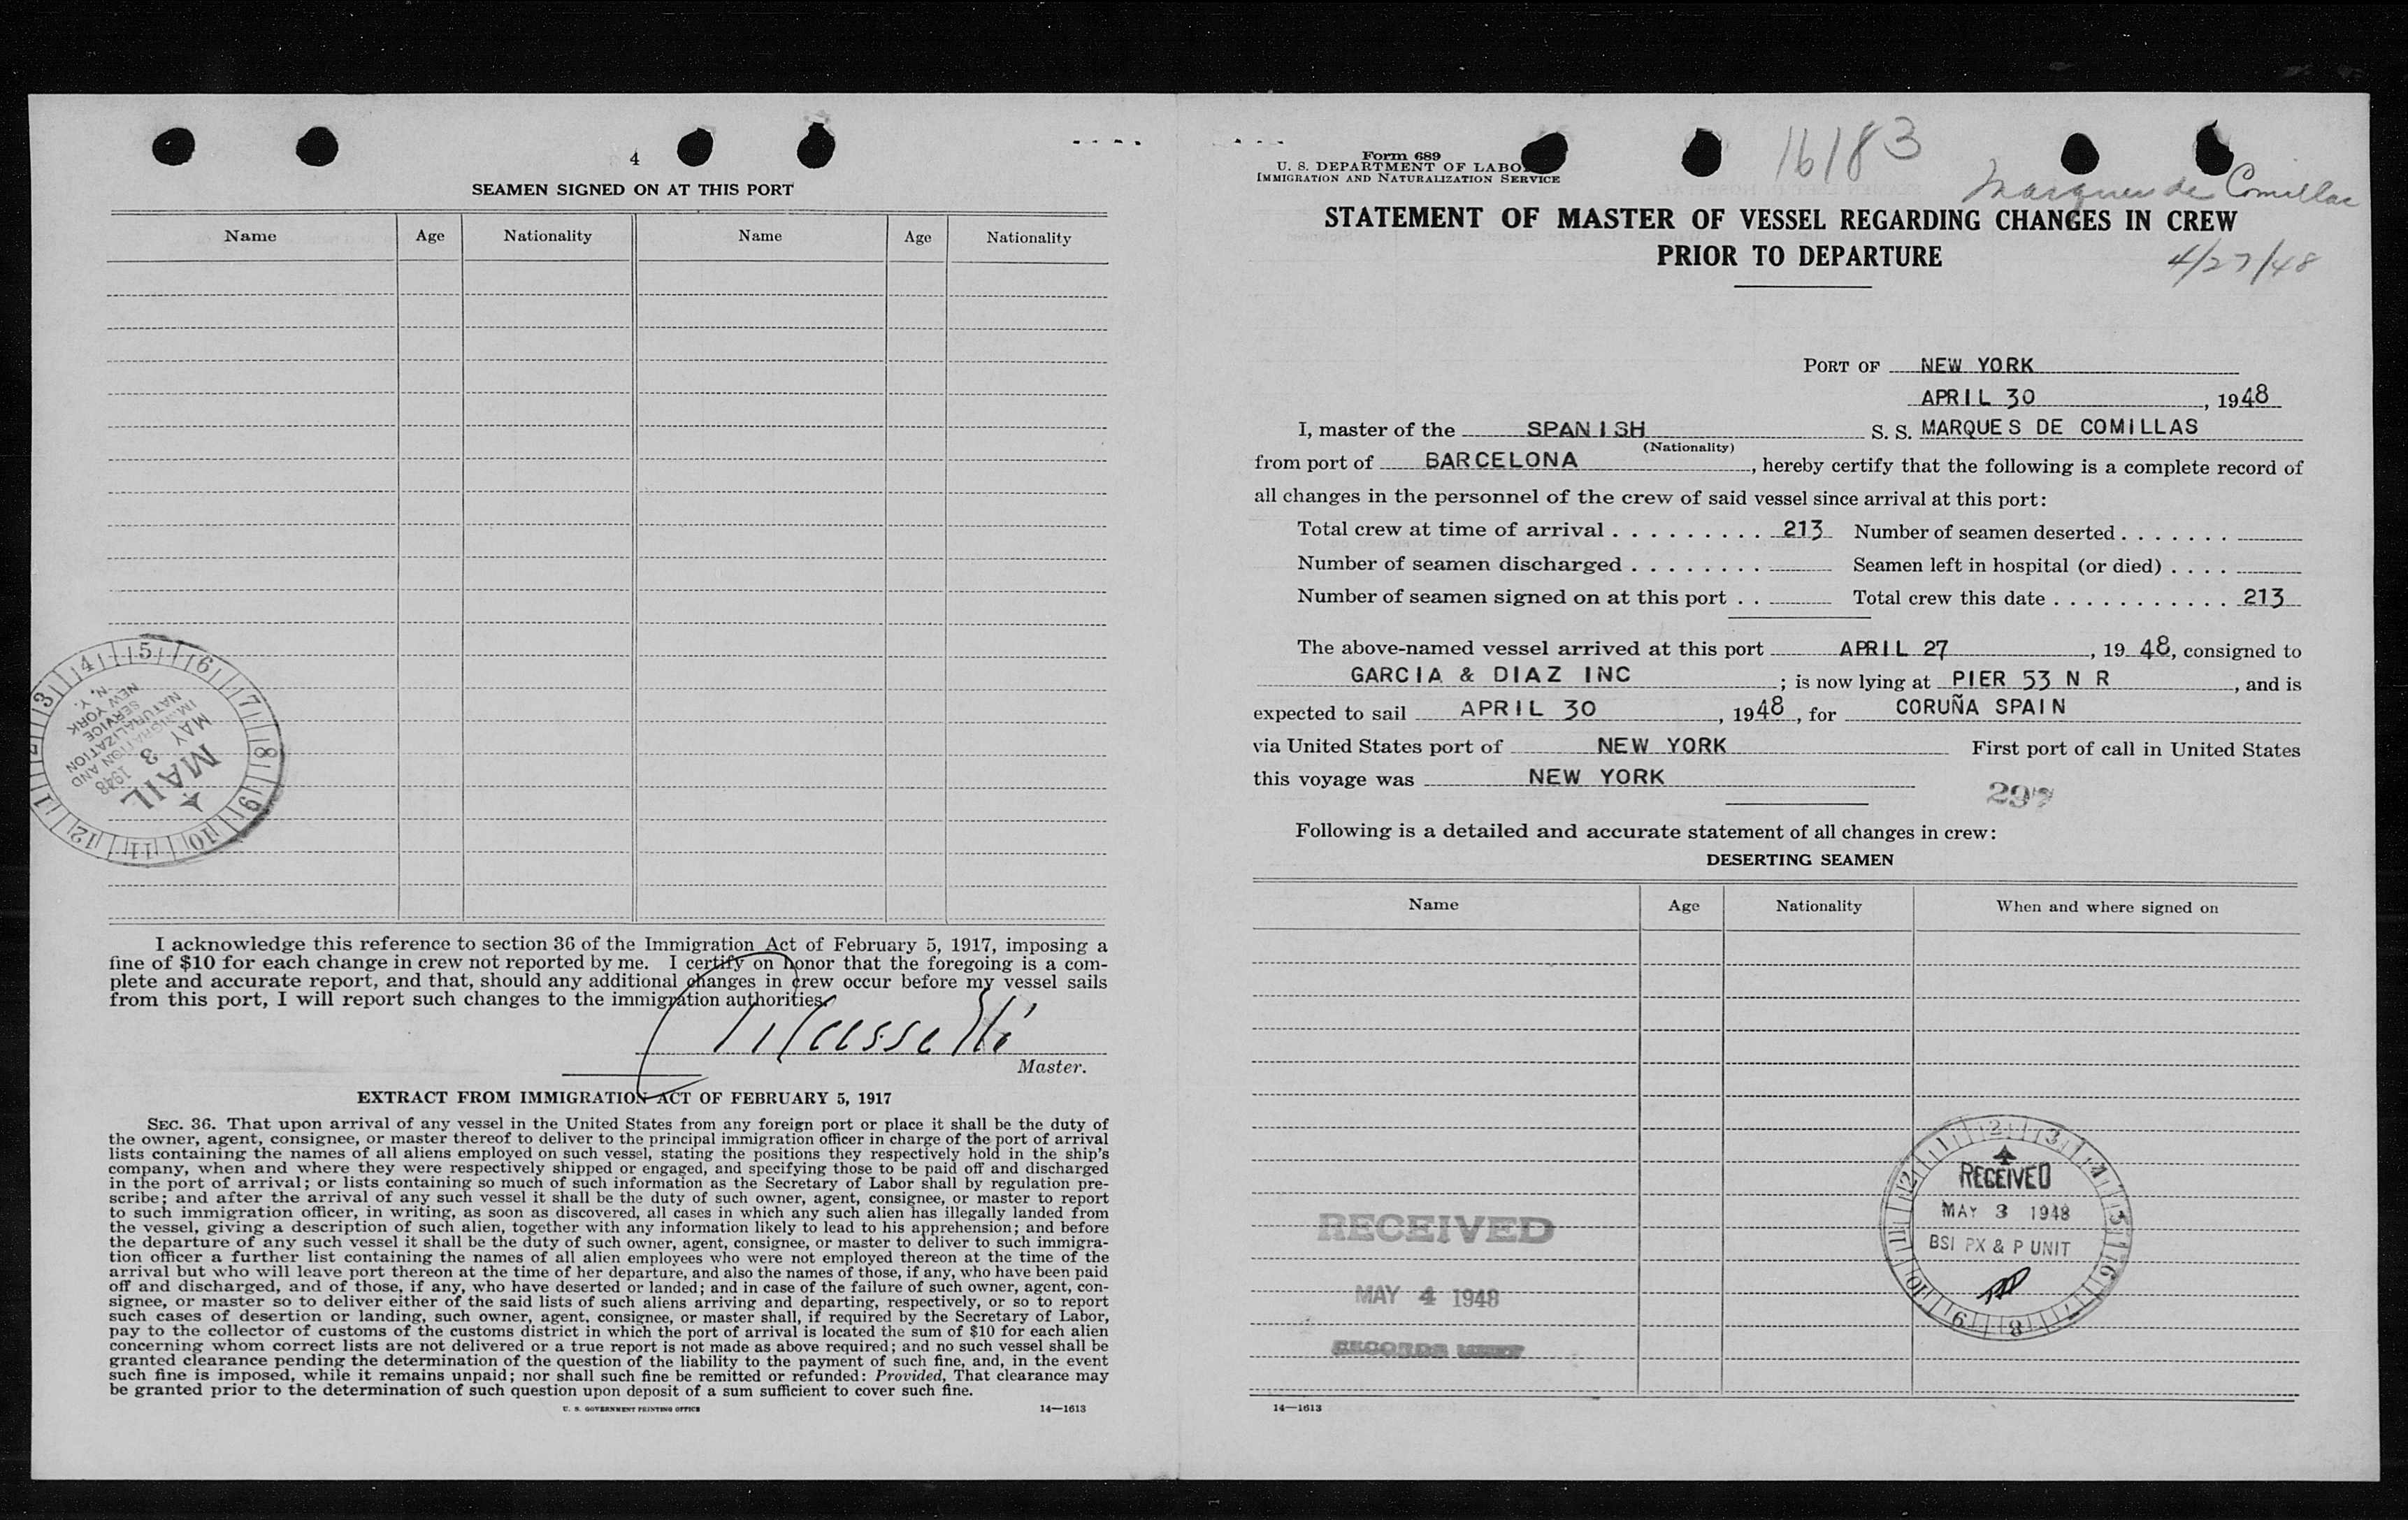 4
SEAMEN SIGNED ON AT THIS PORT
Name Age Nationality Name Age Nationality
5 6 7 8 9 10 11 12 1 2 3 4
IMMIGRATION AND
NATURALIZATION
SERVICE
NEW YORK
N. Y.
MAY 3 1948
MAIL
I acknowledge this reference to section 36 of the Immigration Act of February 5, 1917, imposing a
fine of $10 for each change in crew not reported by me. I certify on honor that the foregoing is a com-
plete and accurate report, and that, should any additional changes in crew occur before my vessel sails
from this port, I will report such changes to the immigration authorities.
Master.
EXTRACT FROM IMMIGRATION ACT OF FEBRUARY 5, 1917
SEC. 36. That upon arrival of any vessel in the United States from any foreign port or place it shall be the duty of
the owner, agent, consignee, or master thereof to deliver to the principal immigration officer in charge of the port of arrival
lists containing the names of all aliens employed on such vessel, stating the positions they respectively hold in the ship's
company, when and where they were respectively shipped or engaged, and specifying those to be paid off and discharged
in the port of arrival; or lists containing so much of such information as the Secretary of Labor shall by regulation pre-
scribe; and after the arrival of any such vessel it shall be the duty of such owner, agent, consignee, or master to report
to such immigration officer, in writing, as soon as discovered, all cases in which any such alien has illegally landed from
the vessel, giving a description of such alien, together with any information likely to lead to his apprehension; and before
the departure of any such vessel it shall be the duty of such owner, agent, consignee, or master to deliver to such immigra-
tion officer a further list containing the names of all alien employees who were not employed thereon at the time of the
arrival but who will leave port thereon at the time of her departure, and also the names of those, if any, who have been paid
off and discharged, and of those, if any, who have deserted or landed; and in case of the failure of such owner, agent, con-
signee, or master so to deliver either of the said lists of such aliens arriving and departing, respectively, or so to report
such cases of desertion or landing, such owner, agent, consignee, or master shall, if required by the Secretary of Labor,
pay to the collector of customs of the customs district in which the port of arrival is located the sum of $10 for each alien
concerning whom correct lists are not delivered or a true report is not made as above required; and no such vessel shall be
granted clearance pending the determination of the question of the liability to the payment of such fine, and, in the event
such fine is imposed, while it remains unpaid; nor shall such fine be remitted or refunded: Provided, That clearance may
be granted prior to the determination of such question upon deposit of a sum sufficient to cover such fine.
U. S. GOVERNMENT PRINTING OFFICE 14—1613
Form 689
U. S. DEPARTMENT OF LABO
IMMIGRATION AND NATURALIZATION SERVICE
16183
Marques de Comillas
STATEMENT OF MASTER OF VESSEL REGARDING CHANGES IN CREW
PRIOR TO DEPARTURE
4/27/48
PORT OF NEW YORK
APRIL 30, 1948
I, master of the SPANISH S. S. MARQUES DE COMILLAS
(Nationality)
from port of BARCELONA, hereby certify that the following is a complete record of
all changes in the personnel of the crew of said vessel since arrival at this port:
Total crew at time of arrival . . . . . . . . . . 213 Number of seamen deserted . . . . . . .
Number of seamen discharged . . . . . . . . Seamen left in hospital (or died) . . . .
Number of seamen signed on at this port . . Total crew this date . . . . . . . . . . . 213
The above-named vessel arrived at this port APRIL 27, 1948, consigned to
GARCIA & DIAZ INC; is now lying at PIER 53 N R, and is
expected to sail APRIL 30, 1948, for CORUÑA SPAIN
via United States port of NEW YORK First port of call in United States
this voyage was NEW YORK
Following is a detailed and accurate statement of all changes in crew:
DESERTING SEAMEN
Name Age Nationality When and where signed on
12 1 2 3 4 5 6 7 8 9 10 11
RECEIVED
MAY 3 1948
BSI PX & P UNIT
RECEIVED
MAY 4 1948
RECORDS UNIT
14—1613